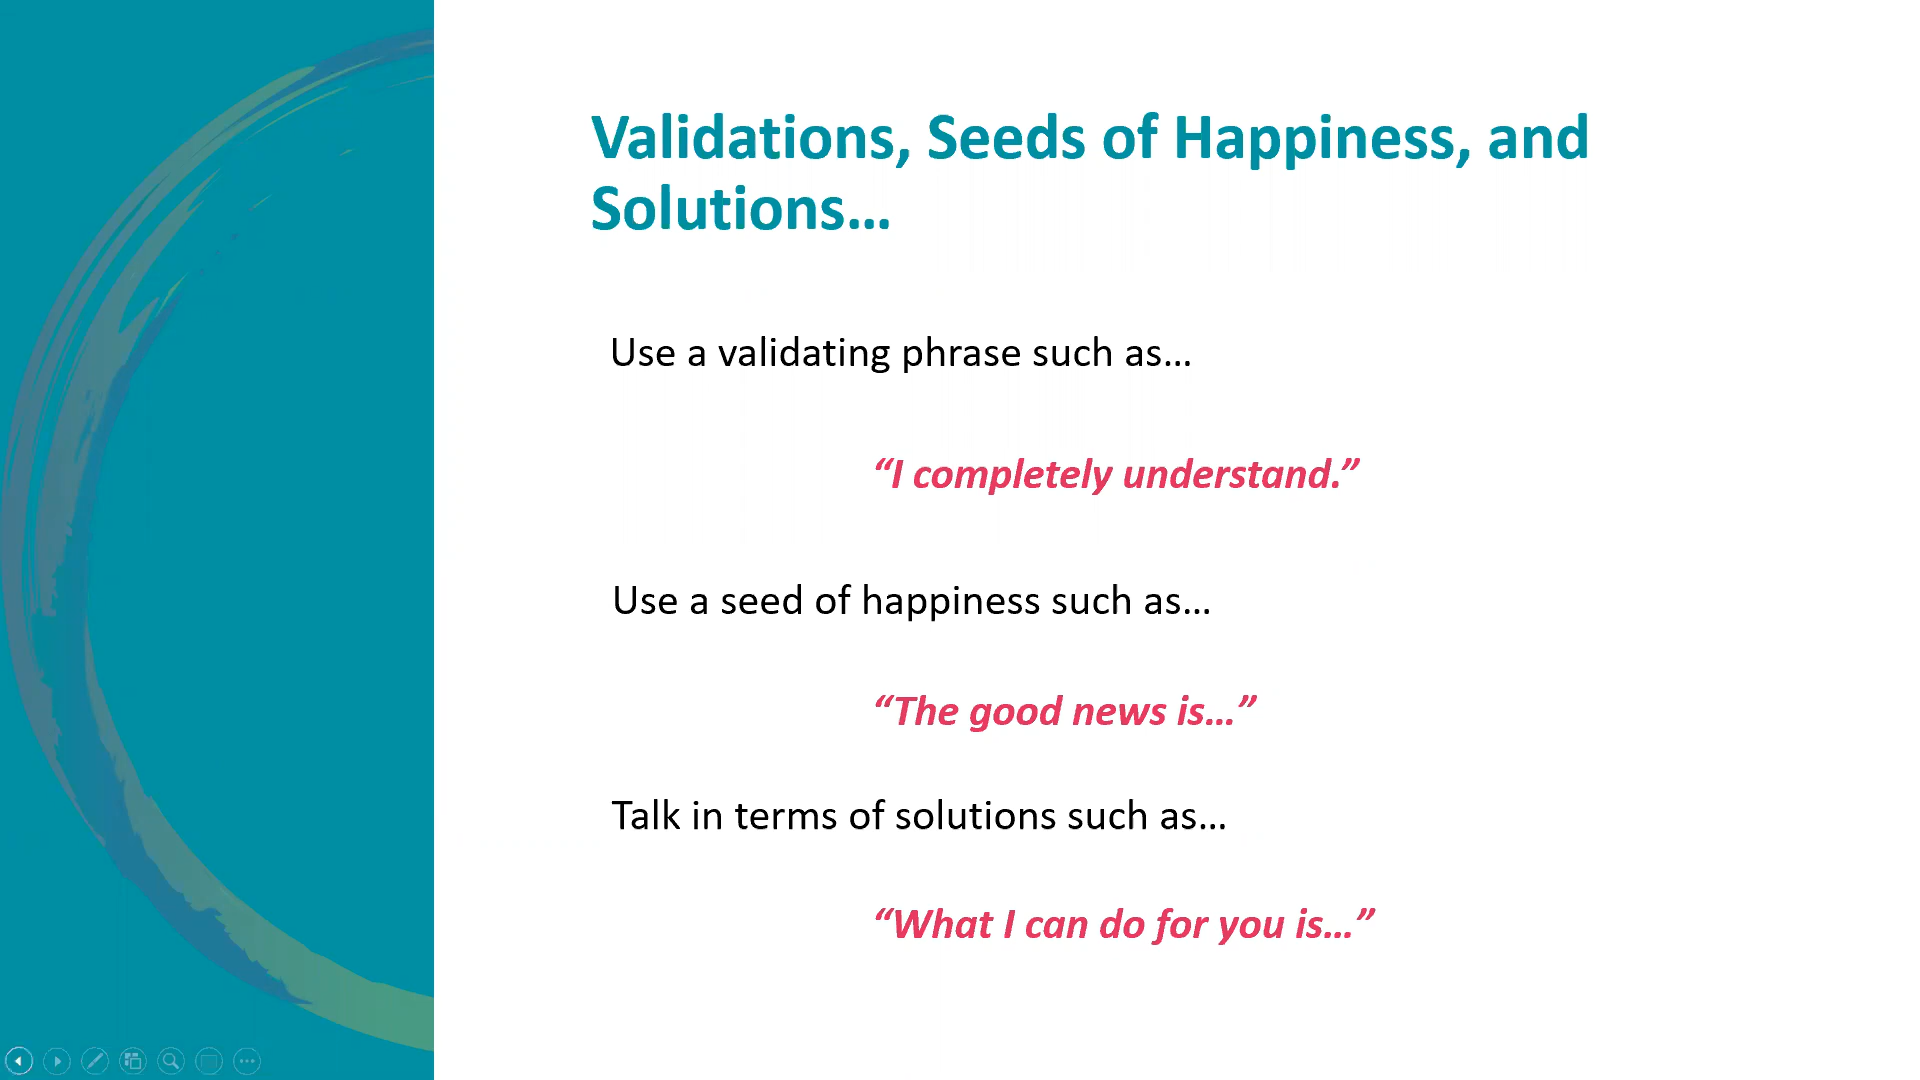 Validations, Seeds of Happiness, and
Solutions…
Use a validating phrase such as…
“I completely understand.”
Use a seed of happiness such as…
“The good news is…”
Talk in terms of solutions such as…
“What I can do for you is…”